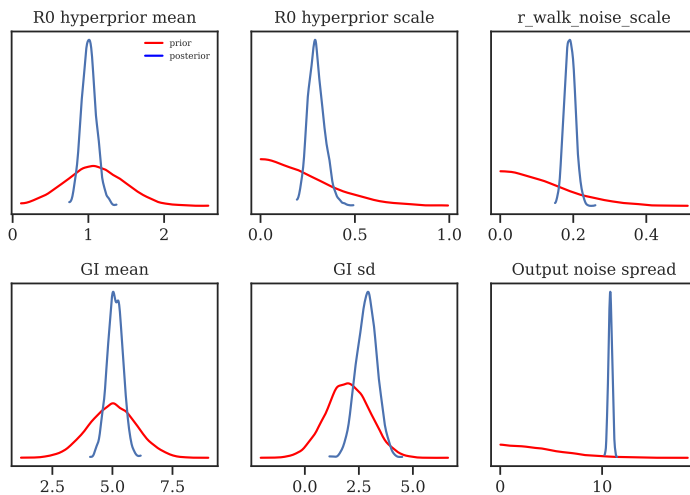 R0 hyperprior mean
R0 hyperprior scale
r_walk_noise_scale
prior
posterior
0 1 2
0.0 0.5 1.0
0.0 0.2 0.4
GI mean
GI sd
Output noise spread
2.5 5.0 7.5
0.0 2.5 5.0
0 10